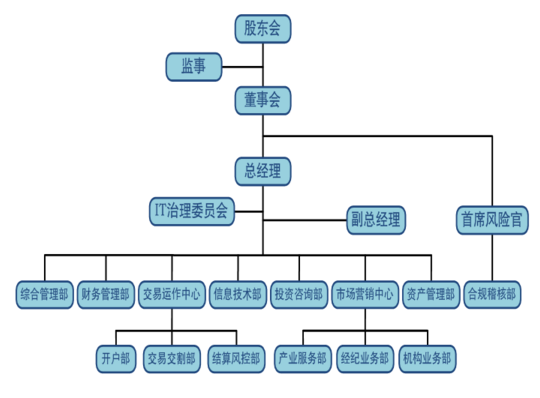 股东会
监事
董事会
总经理
IT治理委员会
副总经理
首席风险官
综合管理部
财务管理部
交易运作中心
信息技术部
投资咨询部
市场营销中心
资产管理部
合规稽核部
开户部
交易交割部
结算风控部
产业服务部
经纪业务部
机构业务部